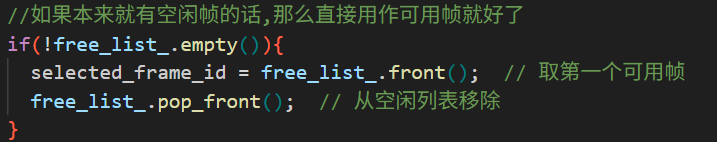 //如果本来就有空闲帧的话,那么直接用作可用帧就好了
if(!free_list_.empty()){
  selected_frame_id = free_list_.front();  // 取第一个可用帧
  free_list_.pop_front();  // 从空闲列表移除
}